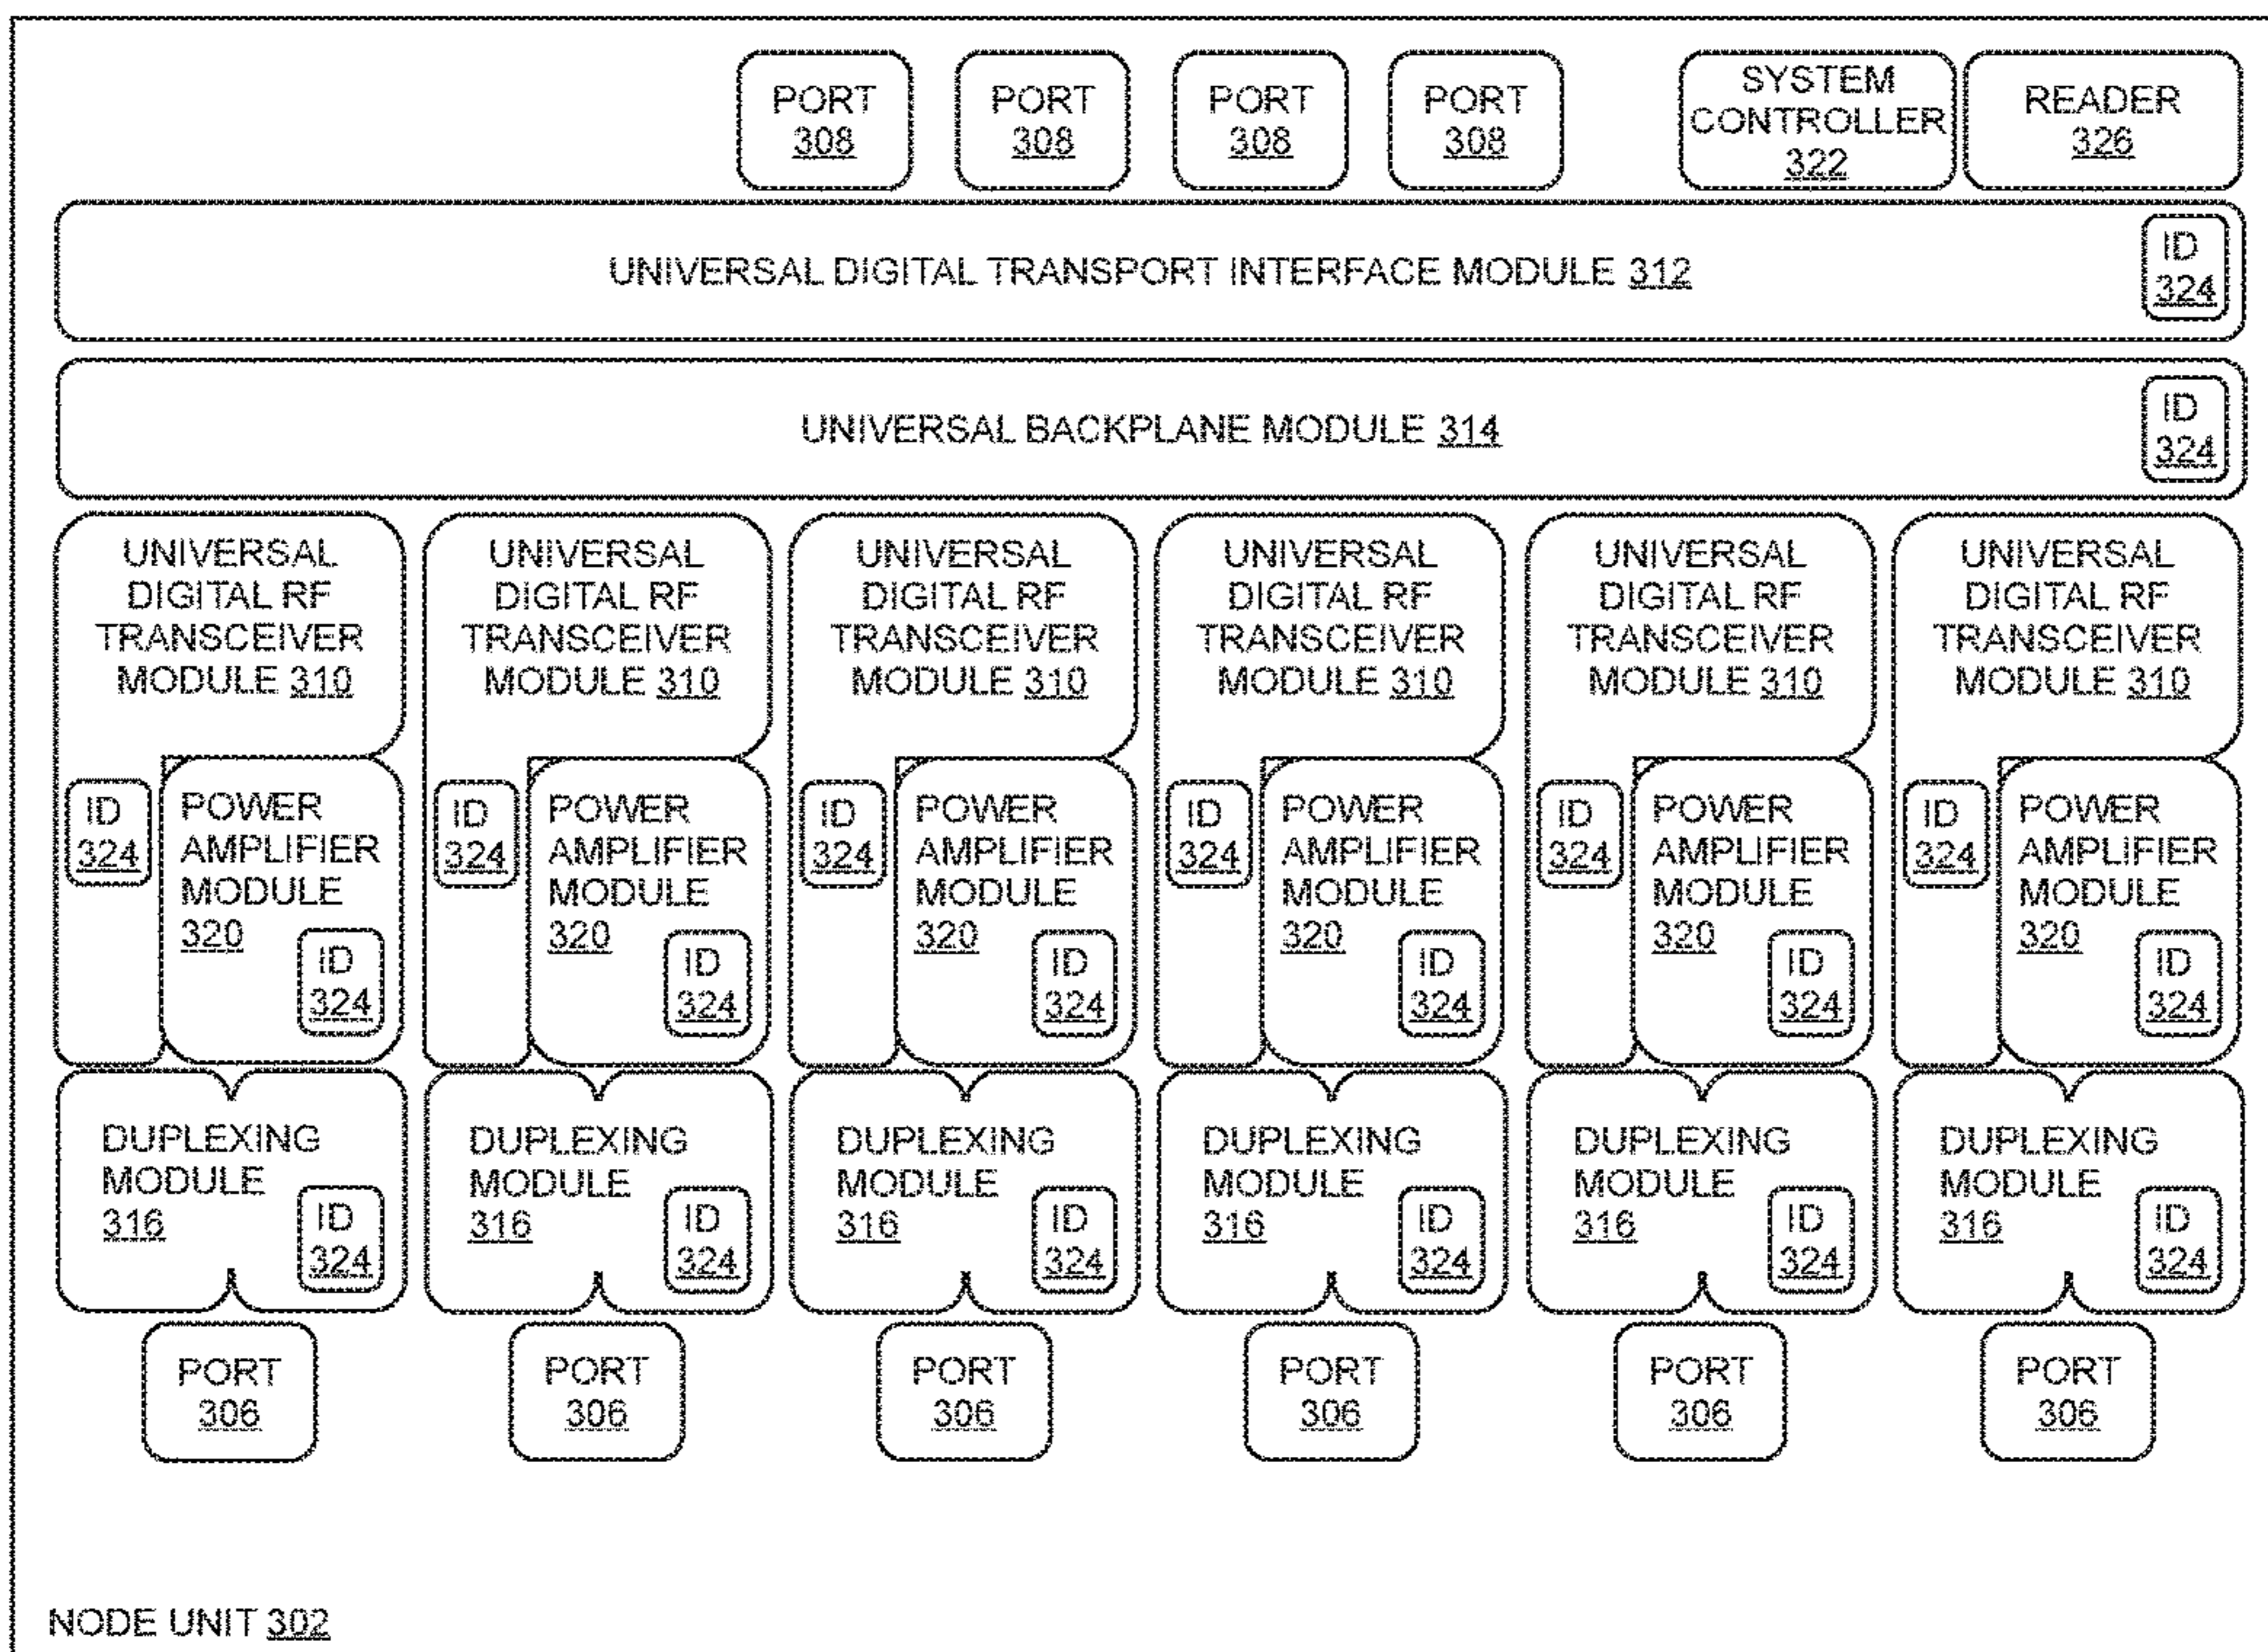 PORT
308
PORT
308
PORT
308
PORT
308
SYSTEM
CONTROLLER
322
READER
326
UNIVERSAL DIGITAL TRANSPORT INTERFACE MODULE 312
ID
324
UNIVERSAL BACKPLANE MODULE 314
ID
324
UNIVERSAL
DIGITAL RF
TRANSCEIVER
MODULE 310
ID
324
POWER
AMPLIFIER
MODULE
320
ID
324
DUPLEXING
MODULE
316
ID
324
PORT
306
UNIVERSAL
DIGITAL RF
TRANSCEIVER
MODULE 310
ID
324
POWER
AMPLIFIER
MODULE
320
ID
324
DUPLEXING
MODULE
316
ID
324
PORT
306
UNIVERSAL
DIGITAL RF
TRANSCEIVER
MODULE 310
ID
324
POWER
AMPLIFIER
MODULE
320
ID
324
DUPLEXING
MODULE
316
ID
324
PORT
306
UNIVERSAL
DIGITAL RF
TRANSCEIVER
MODULE 310
ID
324
POWER
AMPLIFIER
MODULE
320
ID
324
DUPLEXING
MODULE
316
ID
324
PORT
306
UNIVERSAL
DIGITAL RF
TRANSCEIVER
MODULE 310
ID
324
POWER
AMPLIFIER
MODULE
320
ID
324
DUPLEXING
MODULE
316
ID
324
PORT
306
UNIVERSAL
DIGITAL RF
TRANSCEIVER
MODULE 310
ID
324
POWER
AMPLIFIER
MODULE
320
ID
324
DUPLEXING
MODULE
316
ID
324
PORT
306
NODE UNIT 302